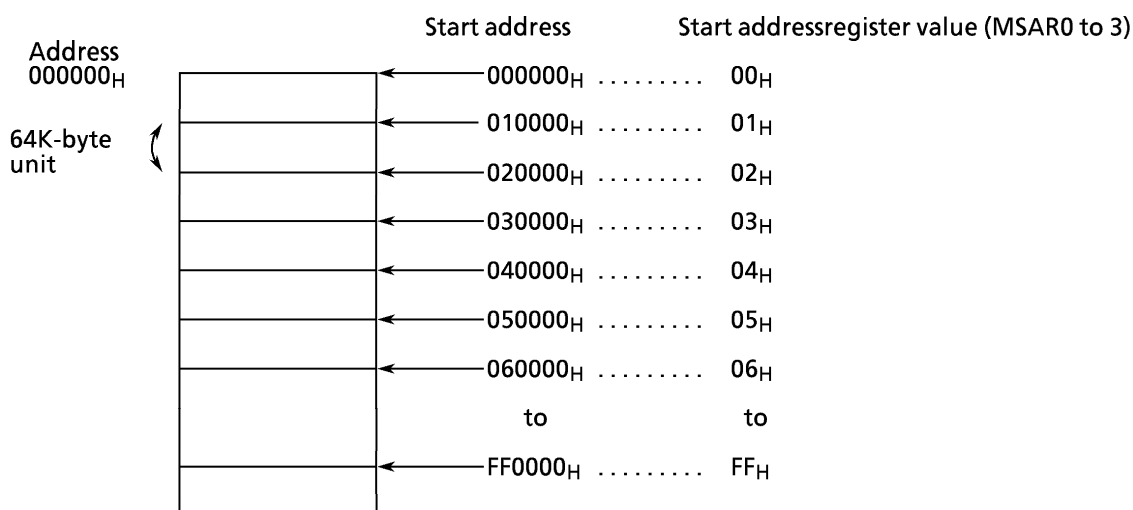 Start address Start addressregister value (MSAR0 to 3)
Address
000000H
000000H ......... 00H
010000H ......... 01H
64K-byte
unit
020000H ......... 02H
030000H ......... 03H
040000H ......... 04H
050000H ......... 05H
060000H ......... 06H
to to
FF0000H ......... FFH